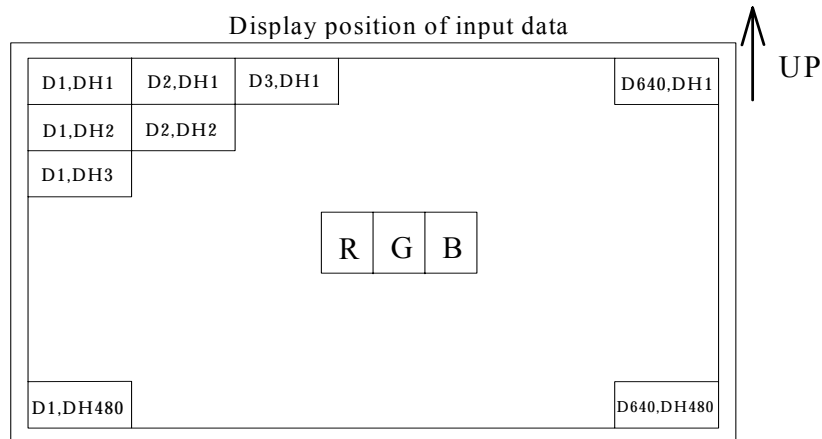 Display position of input data
UP
D1,DH1 D2,DH1 D3,DH1 D640,DH1
D1,DH2 D2,DH2
D1,DH3
R G B
D1,DH480 D640,DH480